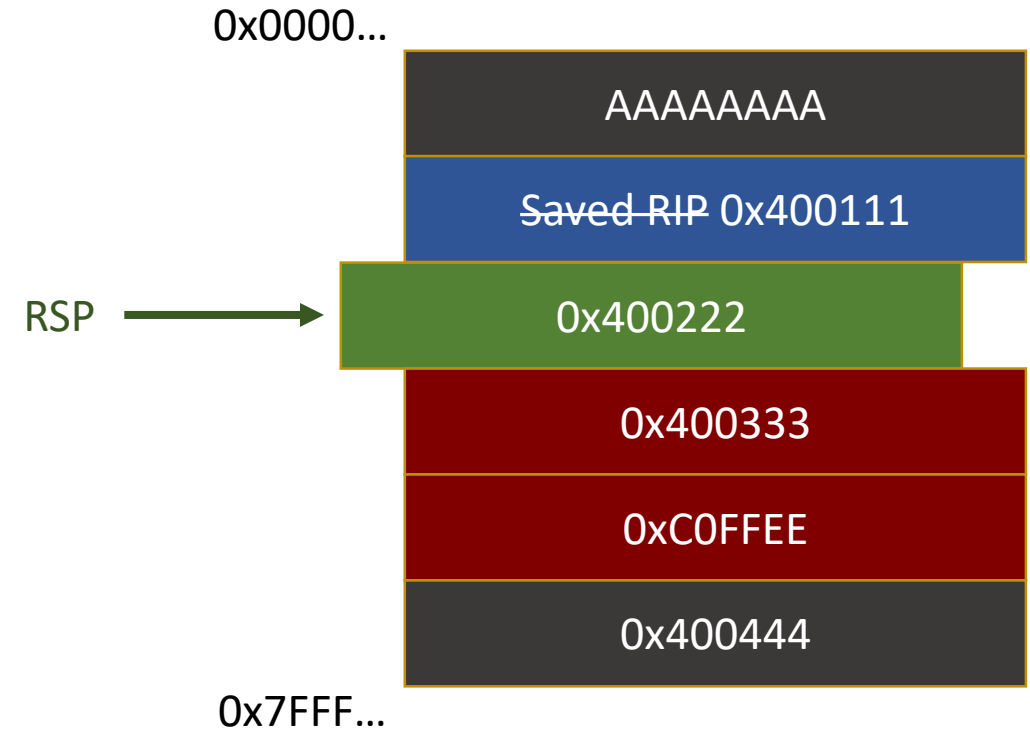 0x0000…
AAAAAAAA
Saved RIP 0x400111
RSP
0x400222
0x400333
0xC0FFEE
0x400444
0x7FFF…